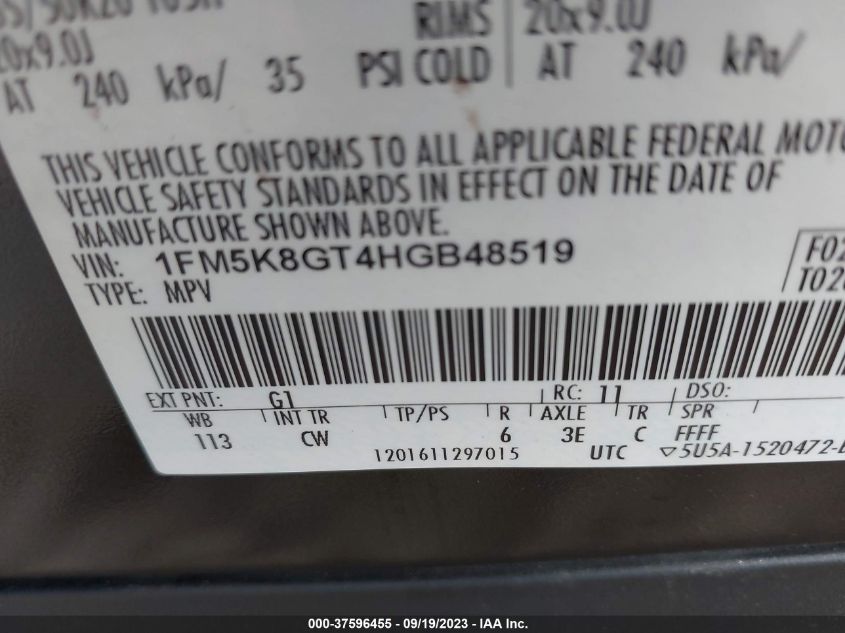 RIMS 20x9.0J
20x9.0J
AT 240 kPa/ 35 PSI COLD AT 240 kPa/
THIS VEHICLE CONFORMS TO ALL APPLICABLE FEDERAL MOTO
VEHICLE SAFETY STANDARDS IN EFFECT ON THE DATE OF
MANUFACTURE SHOWN ABOVE.
VIN: 1FM5K8GT4HGB48519
F02
TYPE: MPV
T020
EXT PNT: G1 RC: 11 DSO:
WB INT TR TP/PS R AXLE TR SPR
113 CW 6 3E C FFFF
1201611297015 UTC ▽5U5A-1520472-
000-37596455 - 09/19/2023 - IAA Inc.